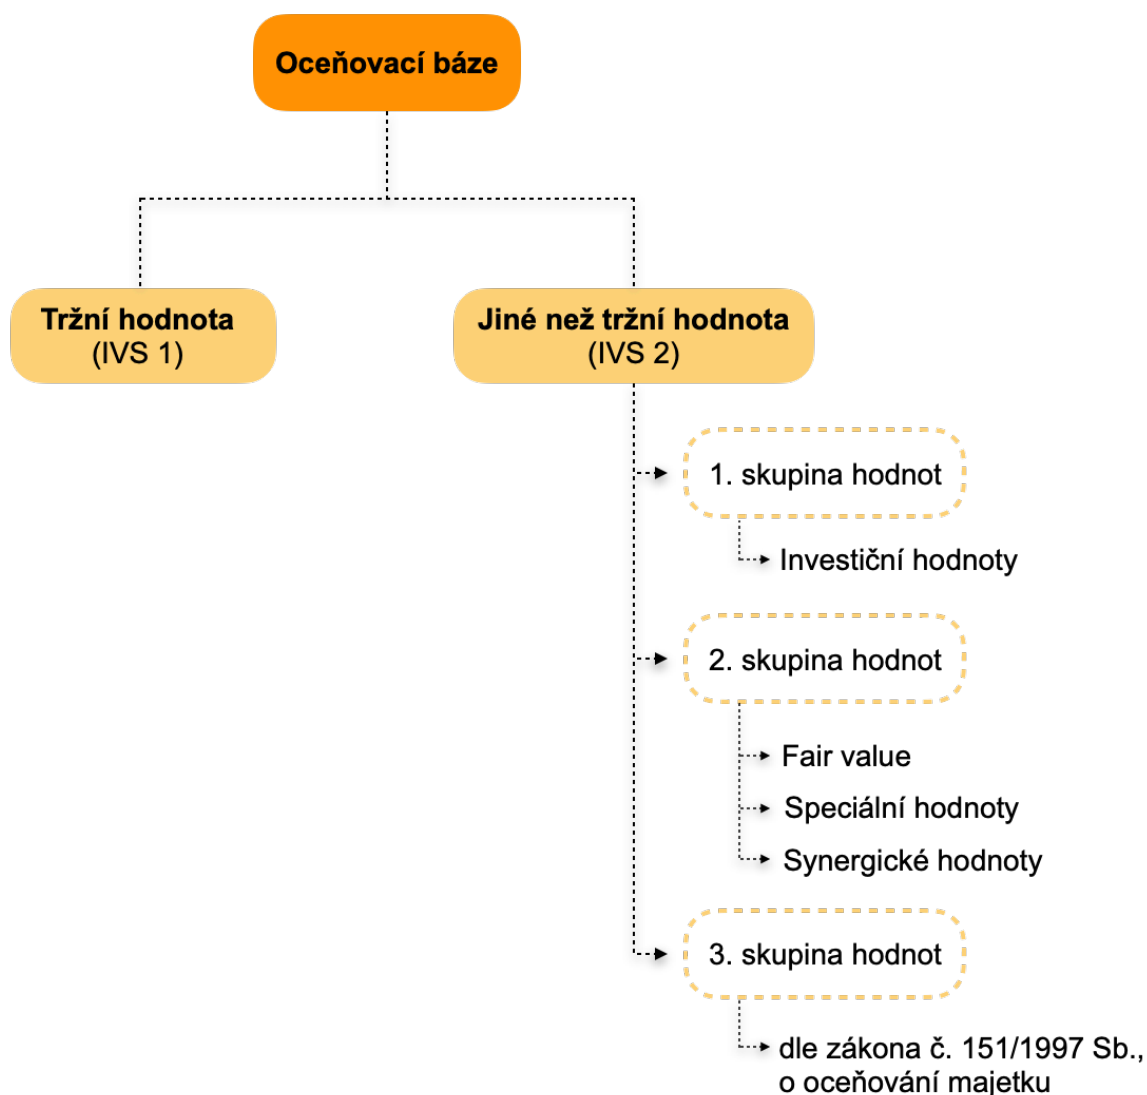 Oceňovací báze
Tržní hodnota
(IVS 1)
Jiné než tržní hodnota
(IVS 2)
1. skupina hodnot
Investiční hodnoty
2. skupina hodnot
Fair value
Speciální hodnoty
Synergické hodnoty
3. skupina hodnot
dle zákona č. 151/1997 Sb.,
o oceňování majetku